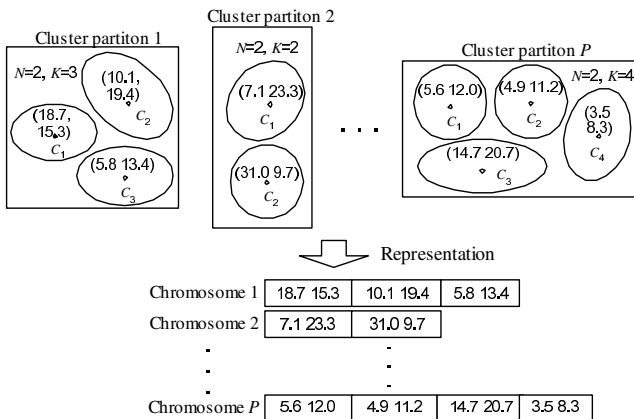 Cluster partiton 1
N=2, K=3
(10.1,
19.4)
C2
(18.7,
15.3)
C1
(5.8 13.4)
C3
Cluster partiton 2
N=2, K=2
(7.1 23.3)
C1
(31.0 9.7)
C2
. . .
Cluster partiton P
N=2, K=4
(5.6 12.0)
C1
(4.9 11.2)
C2
(3.5
8.3)
C4
(14.7 20.7)
C3
Representation
Chromosome 1 18.7 15.3 10.1 19.4 5.8 13.4
Chromosome 2 7.1 23.3 31.0 9.7
Chromosome P 5.6 12.0 4.9 11.2 14.7 20.7 3.5 8.3